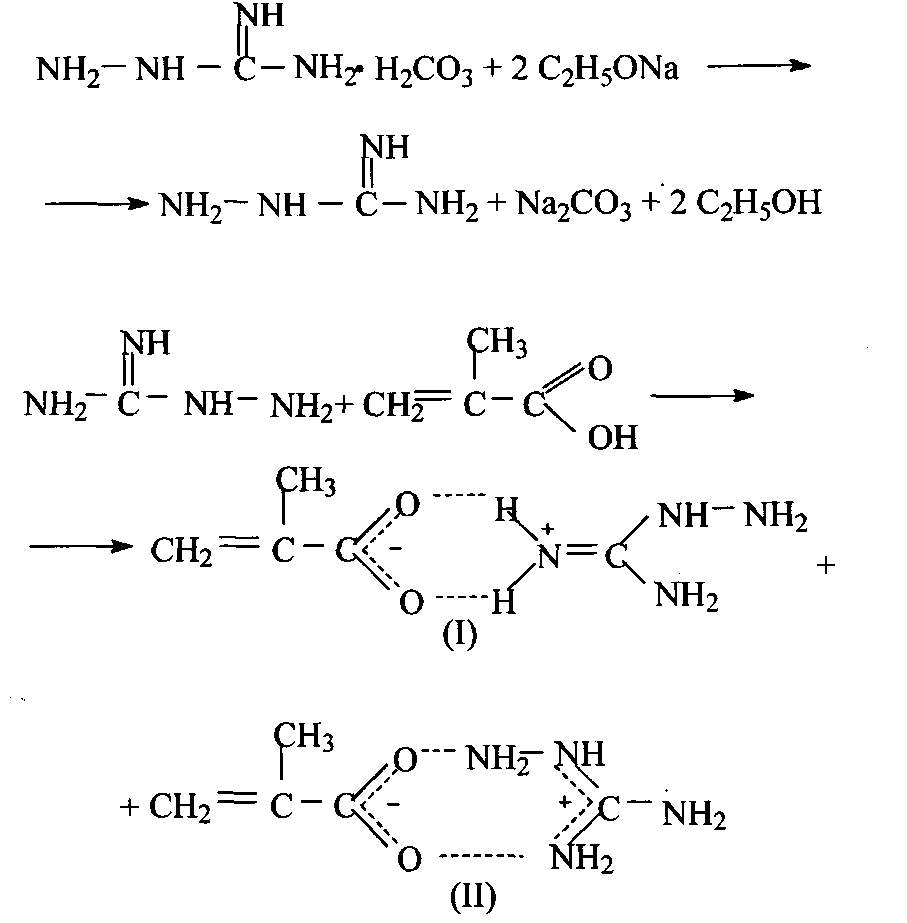 NH
NH₂− NH − C − NH₂• H₂CO₃ + 2 C₂H₅ONa ⟶
NH
⟶ NH₂− NH − C − NH₂ + Na₂CO₃ + 2 C₂H₅OH
NH
CH₃
O
NH₂− C − NH− NH₂+ CH₂= C − C ⟶
OH
CH₃
O ----- H NH− NH₂
⟶ CH₂= C − C - N⁺=C +
O ----- H NH₂
(I)
CH₃
O --- NH₂− NH
+ CH₂= C − C - + C − NH₂
O ------- NH₂
(II)